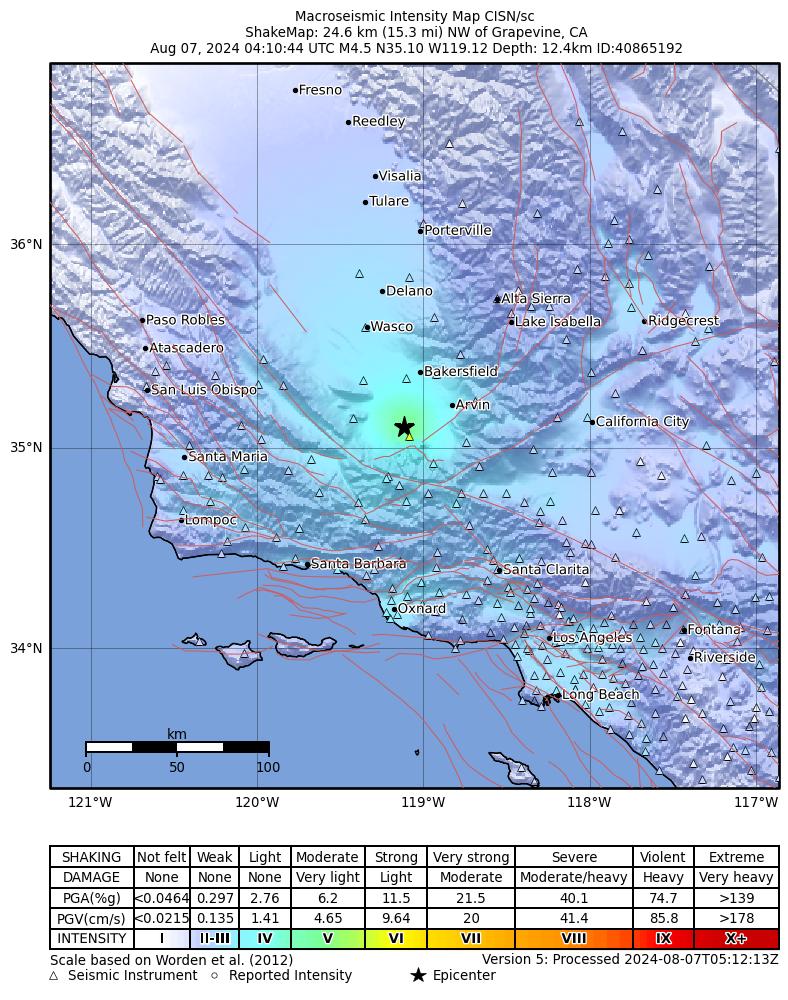 Macroseismic Intensity Map CISN/sc
ShakeMap: 24.6 km (15.3 mi) NW of Grapevine, CA
Aug 07, 2024 04:10:44 UTC M4.5 N35.10 W119.12 Depth: 12.4km ID:40865192
Fresno
Reedley
Visalia
Tulare
Porterville
36°N
Delano
Alta Sierra
Paso Robles
Wasco
Lake Isabella
Ridgecrest
Atascadero
Bakersfield
San Luis Obispo
Arvin
California City
35°N
Santa Maria
Lompoc
Santa Barbara
Santa Clarita
Oxnard
Los Angeles
Fontana
34°N
Riverside
Long Beach
km
0 50 100
121°W 120°W 119°W 118°W 117°W
SHAKING Not felt Weak Light Moderate Strong Very strong Severe Violent Extreme
DAMAGE None None None Very light Light Moderate Moderate/heavy Heavy Very heavy
PGA(%g) <0.0464 0.297 2.76 6.2 11.5 21.5 40.1 74.7 >139
PGV(cm/s) <0.0215 0.135 1.41 4.65 9.64 20 41.4 85.8 >178
INTENSITY I II-III IV V VI VII VIII IX X+
Scale based on Worden et al. (2012) Version 5: Processed 2024-08-07T05:12:13Z
△ Seismic Instrument ○ Reported Intensity ★ Epicenter